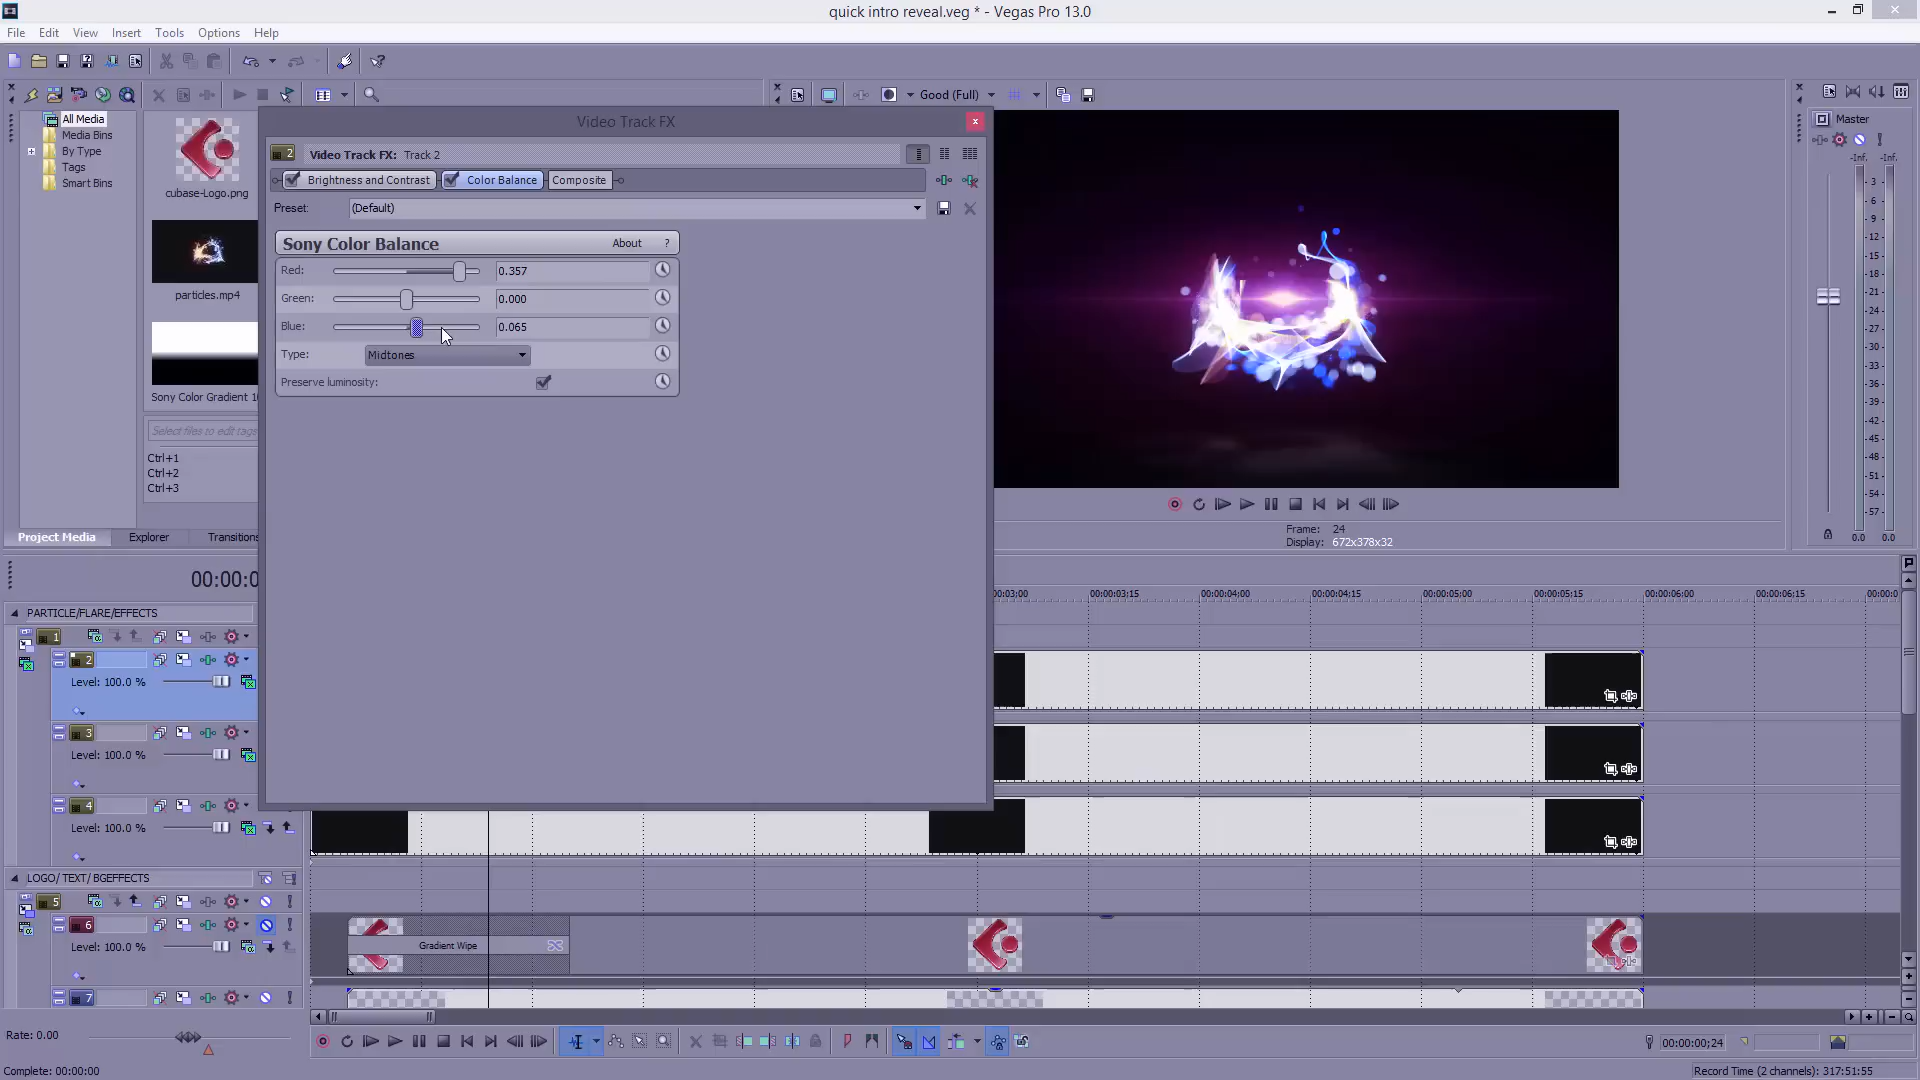 quick intro reveal.veg * - Vegas Pro 13.0
File Edit View Insert Tools Options Help
Good (Full)
All Media
Media Bins
By Type
Tags
Smart Bins
cubase-Logo.png
particles.mp4
Sony Color Gradient 1
Select files to edit tags
Ctrl+1
Ctrl+2
Ctrl+3
Project Media Explorer Transitions
Video Track FX
2 Video Track FX: Track 2
Brightness and Contrast Color Balance Composite
Preset: (Default)
Sony Color Balance About ?
Red: 0.357
Green: 0.000
Blue: 0.065
Type: Midtones
Preserve luminosity:
Frame: 24
Display: 672x378x32
Master
-Inf. -Inf.
- 3 -
- 6 -
- 9 -
-12-
-15-
-18-
-21-
-24-
-27-
-30-
-33-
-36-
-39-
-42-
-45-
-48-
-51-
-54-
-57-
0.0 0.0
00:00:0
00:03:00 00:00:03:15 00:00:04:00 00:00:04:15 00:00:05:00 00:00:05:15 00:00:06:00 00:00:06:15 00:00:0
PARTICLE/FLARE/EFFECTS
1
2
Level: 100.0 %
3
Level: 100.0 %
4
Level: 100.0 %
LOGO/ TEXT/ BGEFFECTS
5
6
Level: 100.0 %
Gradient Wipe
7
Rate: 0.00
00:00:00;24
Complete: 00:00:00
Record Time (2 channels): 317:51:55